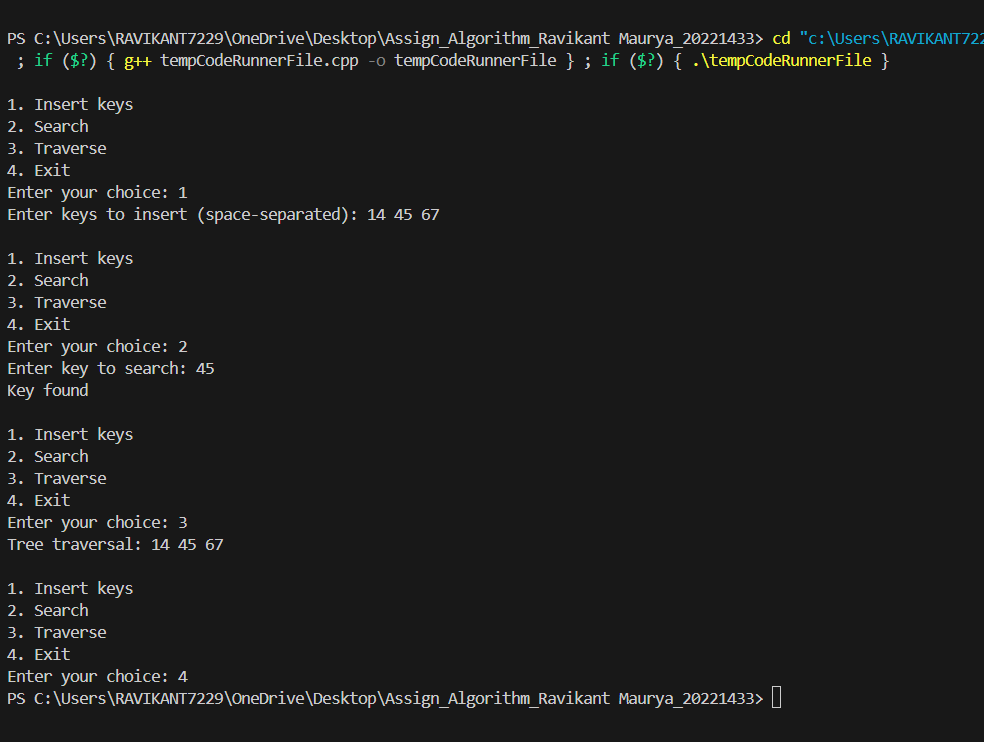 PS C:\Users\RAVIKANT7229\OneDrive\Desktop\Assign_Algorithm_Ravikant Maurya_20221433> cd "c:\Users\RAVIKANT722
; if ($?) { g++ tempCodeRunnerFile.cpp -o tempCodeRunnerFile } ; if ($?) { .\tempCodeRunnerFile }
1. Insert keys
2. Search
3. Traverse
4. Exit
Enter your choice: 1
Enter keys to insert (space-separated): 14 45 67
1. Insert keys
2. Search
3. Traverse
4. Exit
Enter your choice: 2
Enter key to search: 45
Key found
1. Insert keys
2. Search
3. Traverse
4. Exit
Enter your choice: 3
Tree traversal: 14 45 67
1. Insert keys
2. Search
3. Traverse
4. Exit
Enter your choice: 4
PS C:\Users\RAVIKANT7229\OneDrive\Desktop\Assign_Algorithm_Ravikant Maurya_20221433>